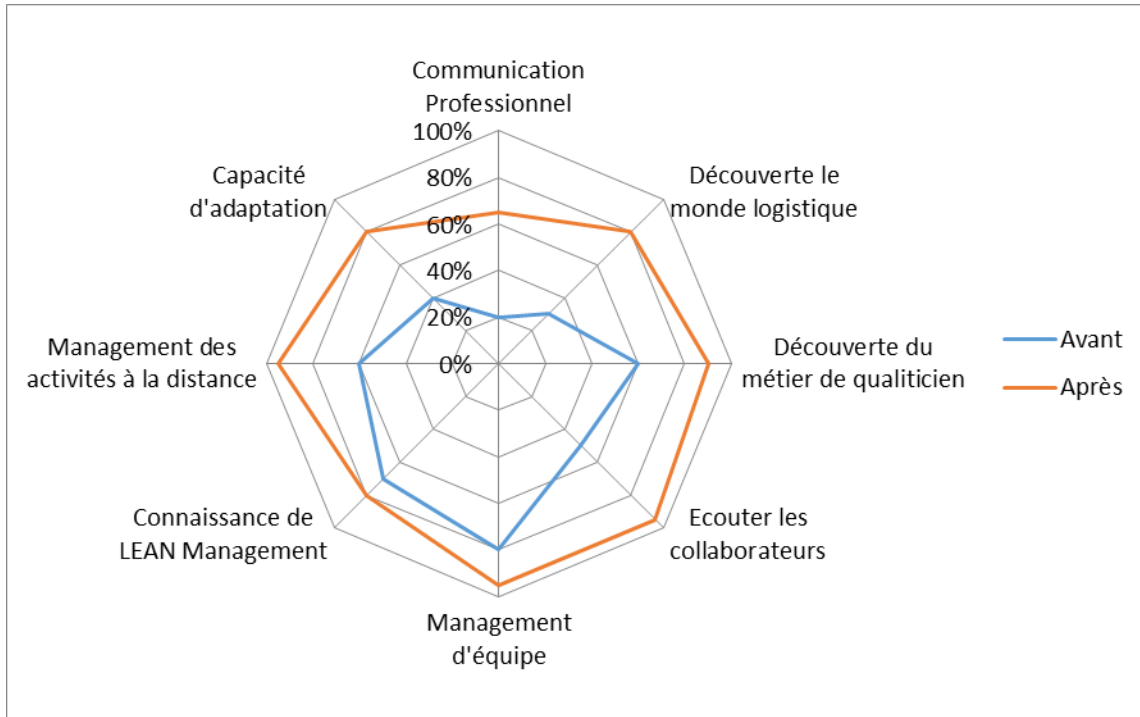 Communication
Professionnel
100%
80%
60%
40%
20%
0%
Découverte le
monde logistique
Découverte du
métier de qualiticien
Ecouter les
collaborateurs
Management
d'équipe
Connaissance de
LEAN Management
Management des
activités à la distance
Capacité
d'adaptation
Avant
Après